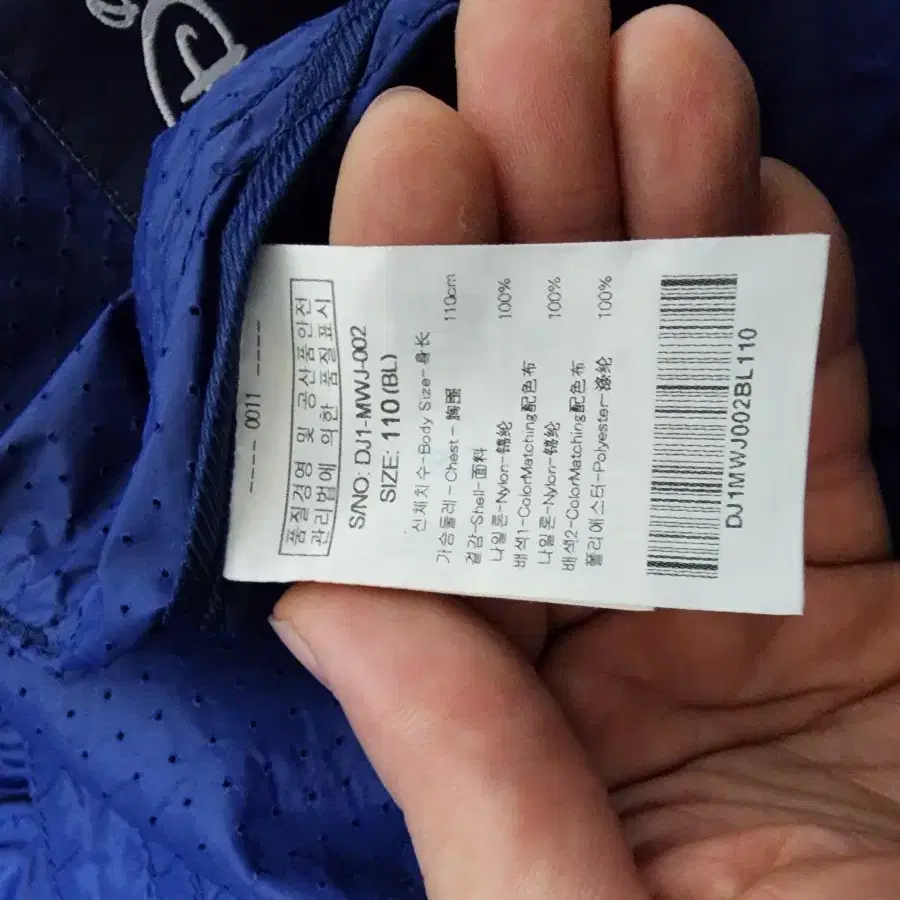 ---- 0011 ----
품질경영 및 공산품안전
관리법에 의한 품질표시
S/NO: DJ1-MWJ-002
SIZE: 110 (BL)
신체치수-Body Size-身长
가슴둘레-Chest-胸围 110cm
겉감-Shell-面料
나일론-Nylon-锦纶 100%
배색1-ColorMatching配色布
나일론-Nylon-锦纶 100%
배색2-ColorMatching配色布
폴리에스터-Polyester-涤纶 100%
DJ1MWJ002BL110